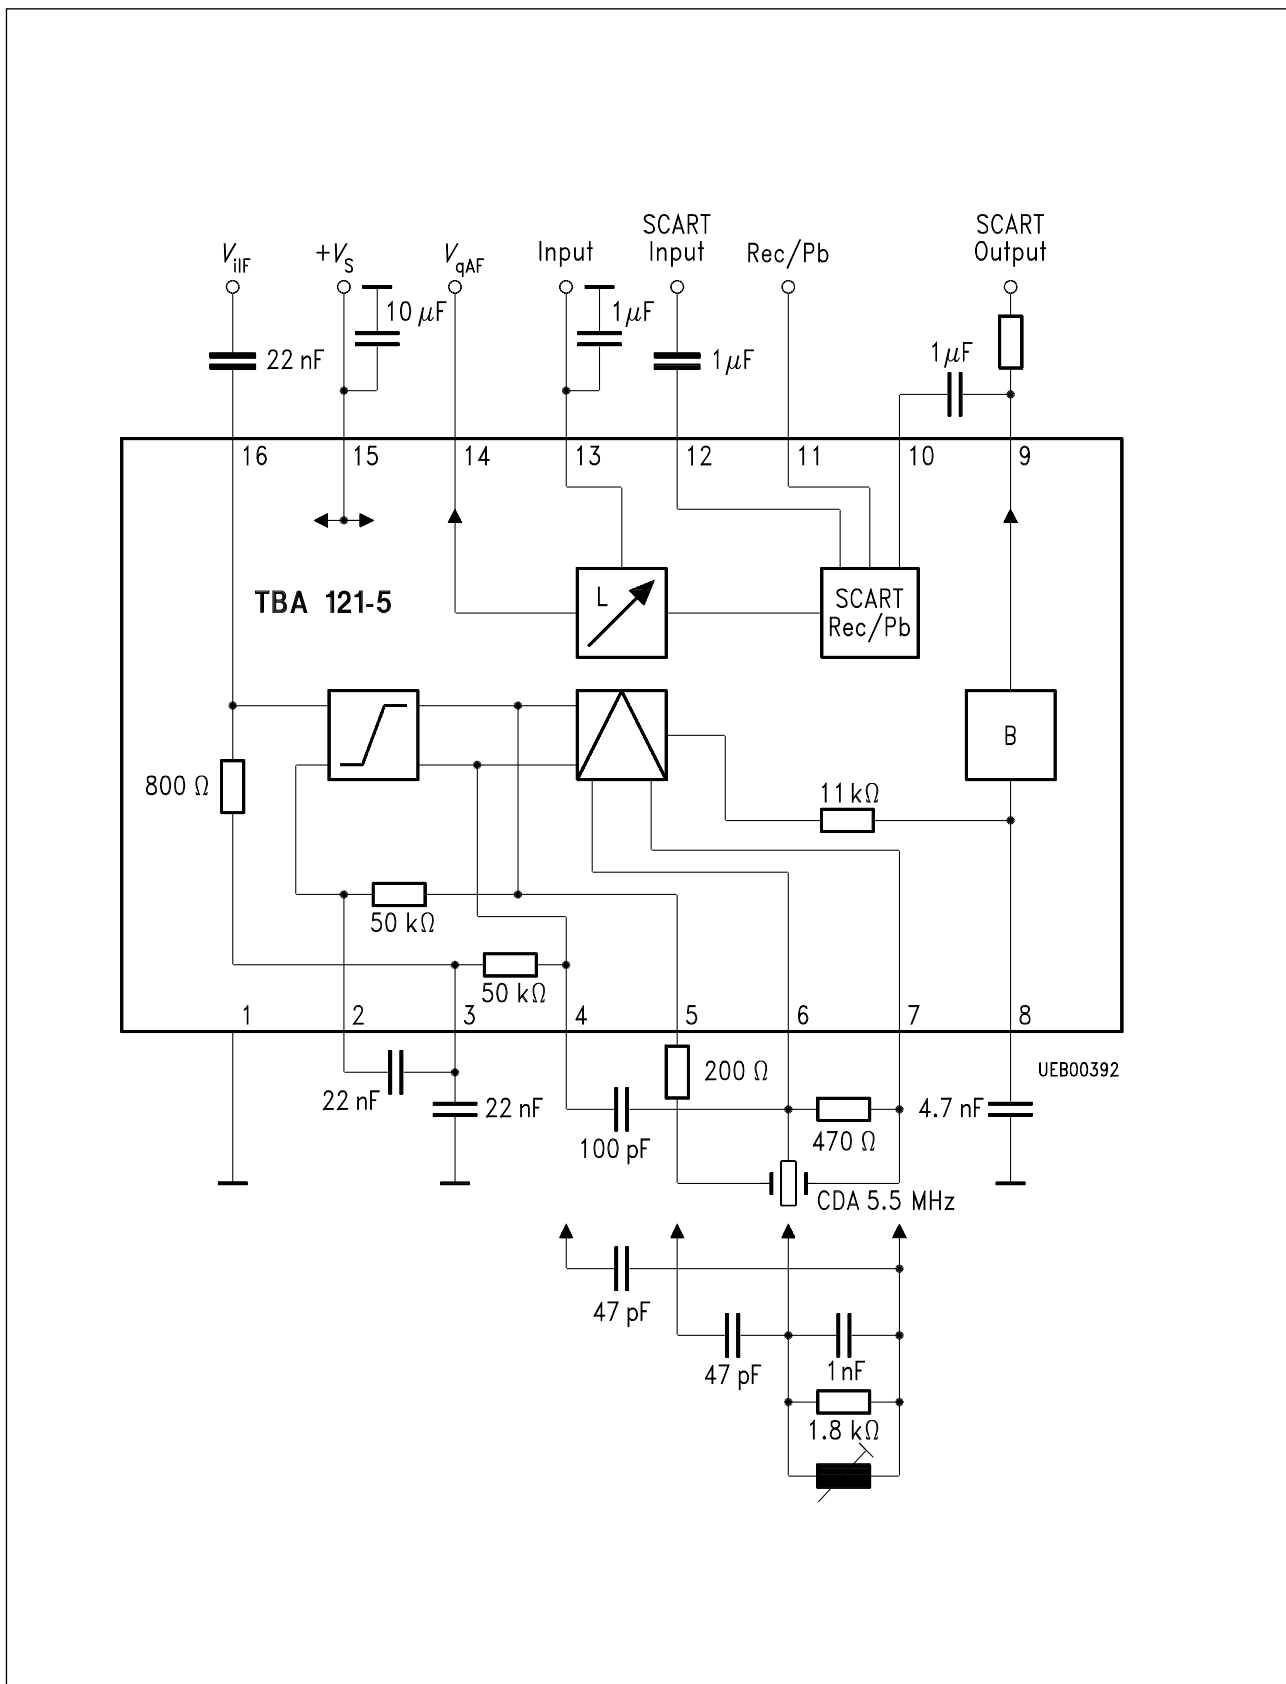 SCART
SCART
V_iIF
+V_S
V_qAF
Input
Input
Rec/Pb
Output
10 μF
1 μF
22 nF
1 μF
1 μF
16
15
14
13
12
11
10
9
TBA 121-5
L
SCART
Rec/Pb
B
800 Ω
11 kΩ
50 kΩ
50 kΩ
1
2
3
4
5
6
7
8
200 Ω
UEB00392
22 nF
22 nF
100 pF
470 Ω
4.7 nF
CDA 5.5 MHz
47 pF
47 pF
1 nF
1.8 kΩ